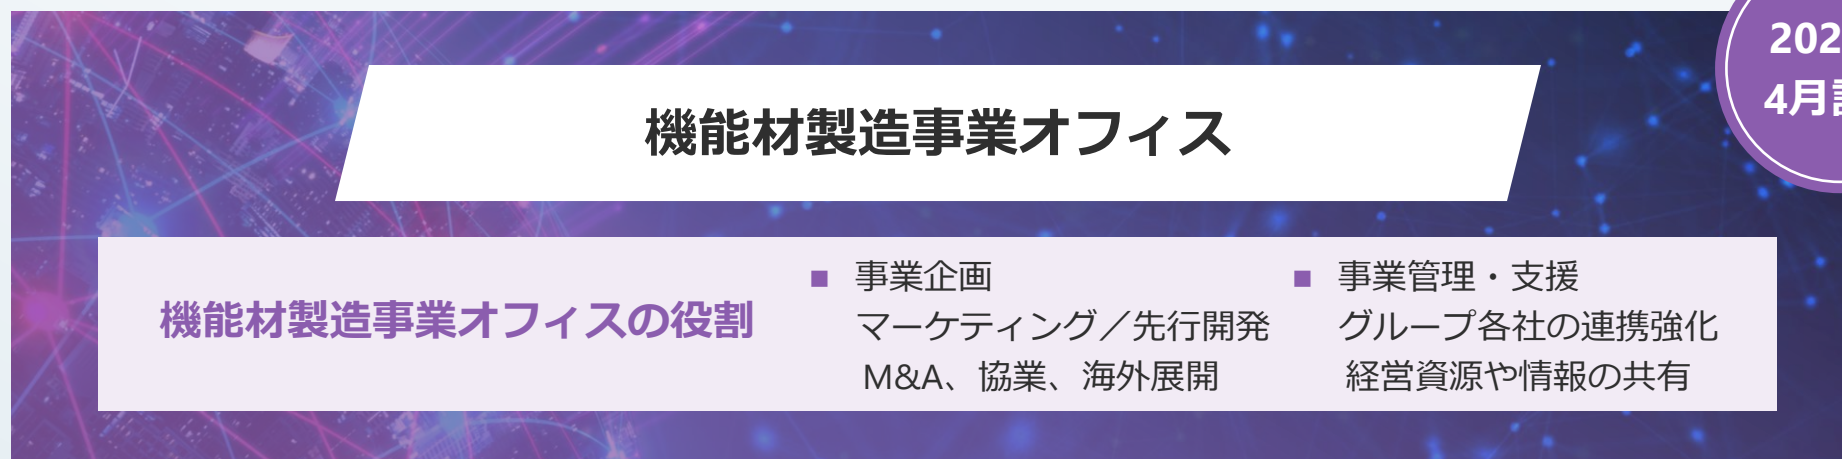 機能材製造事業オフィス
202
4月
機能材製造事業オフィスの役割
■ 事業企画
マーケティング／先行開発
M&A、協業、海外展開
■ 事業管理・支援
グループ各社の連携強化
経営資源や情報の共有